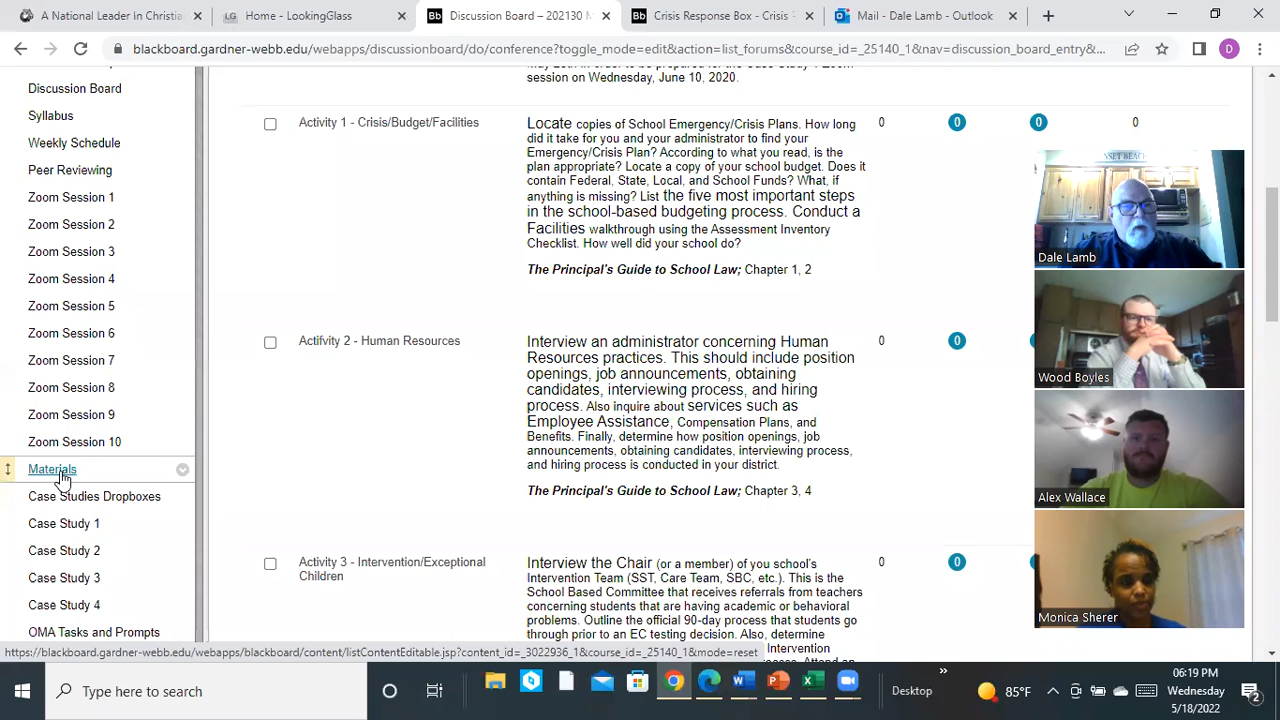 A National Leader in Christian
Home - LookingGlass
Discussion Board – 202130 M
Crisis Response Box - Crisis
Mail - Dale Lamb - Outlook
blackboard.gardner-webb.edu/webapps/discussionboard/do/conference?toggle_mode=edit&action=list_forums&course_id=_25140_1&nav=discussion_board_entry&...
D
session on Wednesday, June 10, 2020.
Discussion Board
Syllabus
Weekly Schedule
Peer Reviewing
Zoom Session 1
Zoom Session 2
Zoom Session 3
Zoom Session 4
Zoom Session 5
Zoom Session 6
Zoom Session 7
Zoom Session 8
Zoom Session 9
Zoom Session 10
Materials
Case Studies Dropboxes
Case Study 1
Case Study 2
Case Study 3
Case Study 4
OMA Tasks and Prompts
Activity 1 - Crisis/Budget/Facilities
Locate copies of School Emergency/Crisis Plans. How long
did it take for you and your administrator to find your
Emergency/Crisis Plan? According to what you read, is the
plan appropriate? Locate a copy of your school budget. Does it
contain Federal, State, Local, and School Funds? What, if
anything is missing? List the five most important steps
in the school-based budgeting process. Conduct a
Facilities walkthrough using the Assessment Inventory
Checklist. How well did your school do?
The Principal's Guide to School Law; Chapter 1, 2
0
0
0
0
Actifvity 2 - Human Resources
Interview an administrator concerning Human
Resources practices. This should include position
openings, job announcements, obtaining
candidates, interviewing process, and hiring
process. Also inquire about services such as
Employee Assistance, Compensation Plans, and
Benefits. Finally, determine how position openings, job
announcements, obtaining candidates, interviewing process,
and hiring process is conducted in your district.
The Principal's Guide to School Law; Chapter 3, 4
0
0
Activity 3 - Intervention/Exceptional
Children
Interview the Chair (or a member) of you school's
Intervention Team (SST, Care Team, SBC, etc.). This is the
School Based Committee that receives referrals from teachers
concerning students that are having academic or behavioral
problems. Outline the official 90-day process that students go
through prior to an EC testing decision. Also, determine
Intervention
0
0
Dale Lamb
Wood Boyles
Alex Wallace
Monica Sherer
https://blackboard.gardner-webb.edu/webapps/blackboard/content/listContentEditable.jsp?content_id=_3022936_1&course_id=_25140_1&mode=reset
Type here to search
Desktop
85°F
06:19 PM
Wednesday
5/18/2022
2